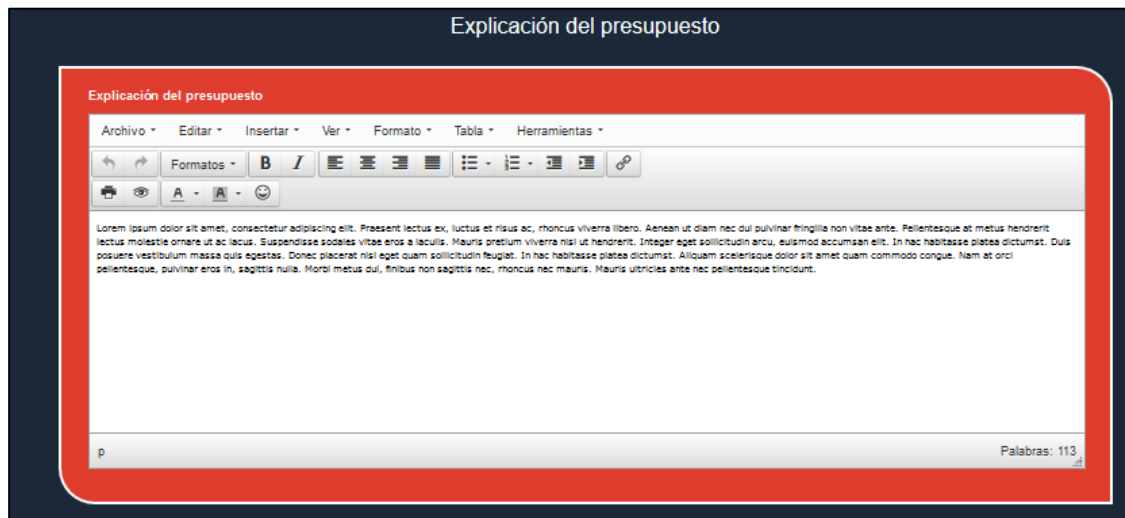 Explicación del presupuesto
Explicación del presupuesto
Archivo Editar Insertar Ver Formato Tabla Herramientas
Formatos B I
A A
Lorem ipsum dolor sit amet, consectetur adipiscing elit. Praesent lectus ex, luctus et risus ac, rhoncus viverra libero. Aenean ut diam nec dui pulvinar fringilla non vitae ante. Pellentesque at metus hendrerit
lectus molestie ornare ut ac lacus. Suspendisse sodales vitae eros a iaculis. Mauris pretium viverra nisl ut hendrerit. Integer eget sollicitudin arcu, euismod accumsan elit. In hac habitasse platea dictumst. Duis
posuere vestibulum massa quis egestas. Donec placerat nisl eget quam sollicitudin feugiat. In hac habitasse platea dictumst. Aliquam scelerisque dolor sit amet quam commodo congue. Nam at orci
pellentesque, pulvinar eros in, sagittis nulla. Morbi metus dui, finibus non sagittis nec, rhoncus nec mauris. Mauris ultricies ante nec pellentesque tincidunt.
p Palabras: 113